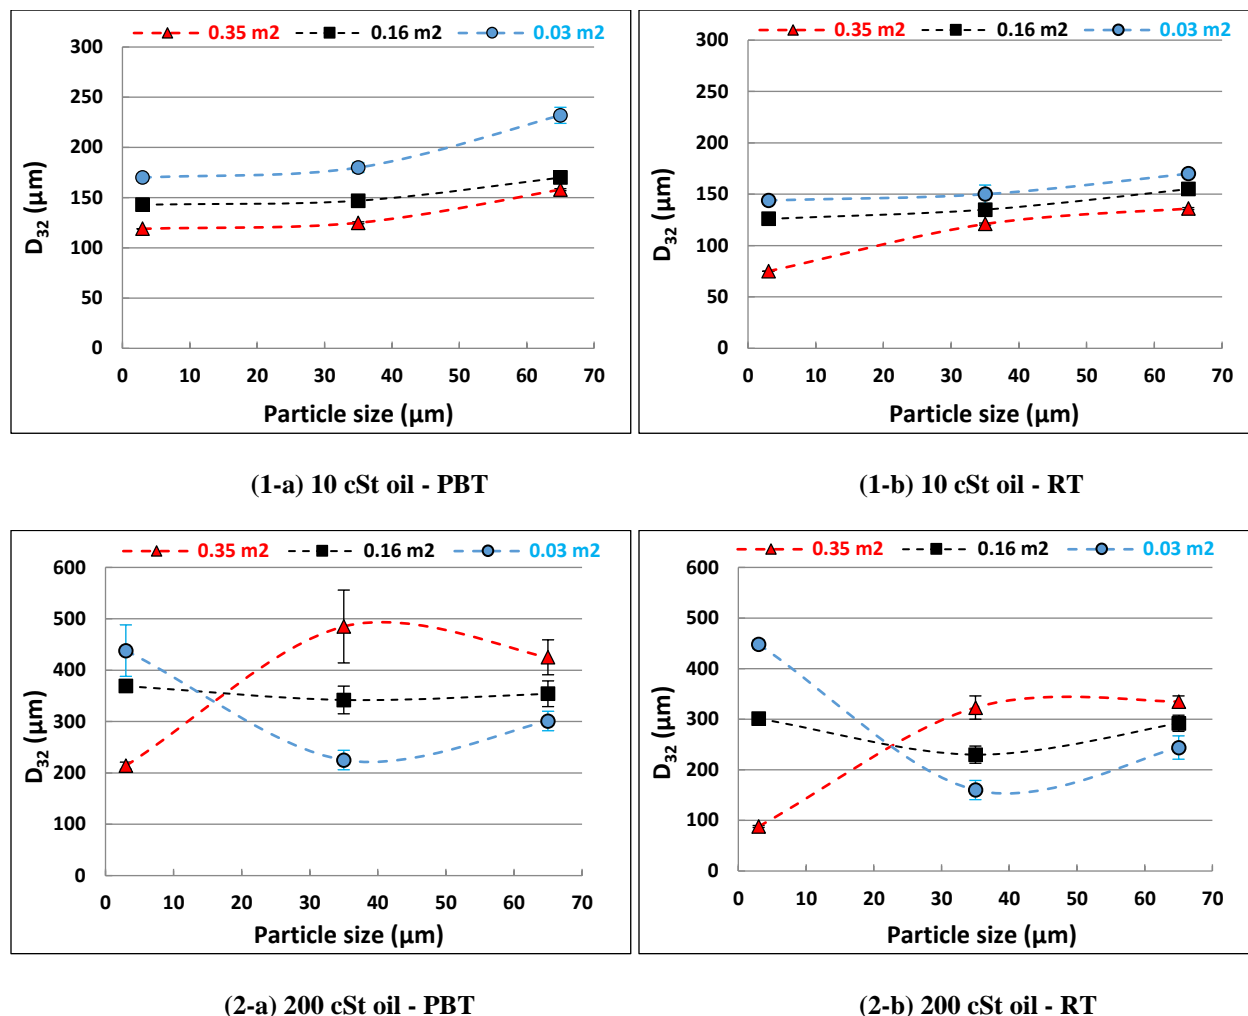 0.35 m2 0.16 m2 0.03 m2
300
250
200
150
100
50
0
D32 (µm)
0 10 20 30 40 50 60 70
Particle size (µm)
(1-a) 10 cSt oil - PBT
0.35 m2 0.16 m2 0.03 m2
300
250
200
150
100
50
0
D32 (µm)
0 10 20 30 40 50 60 70
Particle size (µm)
(1-b) 10 cSt oil - RT
0.35 m2 0.16 m2 0.03 m2
600
500
400
300
200
100
0
D32 (µm)
0 10 20 30 40 50 60 70
Particle size (µm)
(2-a) 200 cSt oil - PBT
0.35 m2 0.16 m2 0.03 m2
600
500
400
300
200
100
0
D32 (µm)
0 10 20 30 40 50 60 70
Particle size (µm)
(2-b) 200 cSt oil - RT